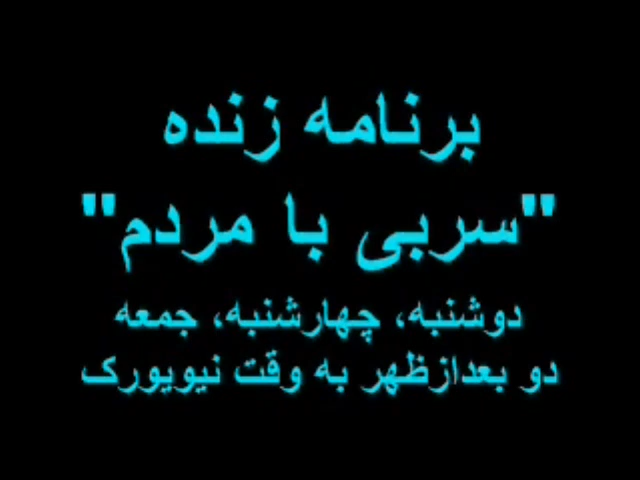 برنامه زنده
"سربی با مردم"
دوشنبه، چهارشنبه، جمعه
دو بعدازظهر به وقت نیویورک